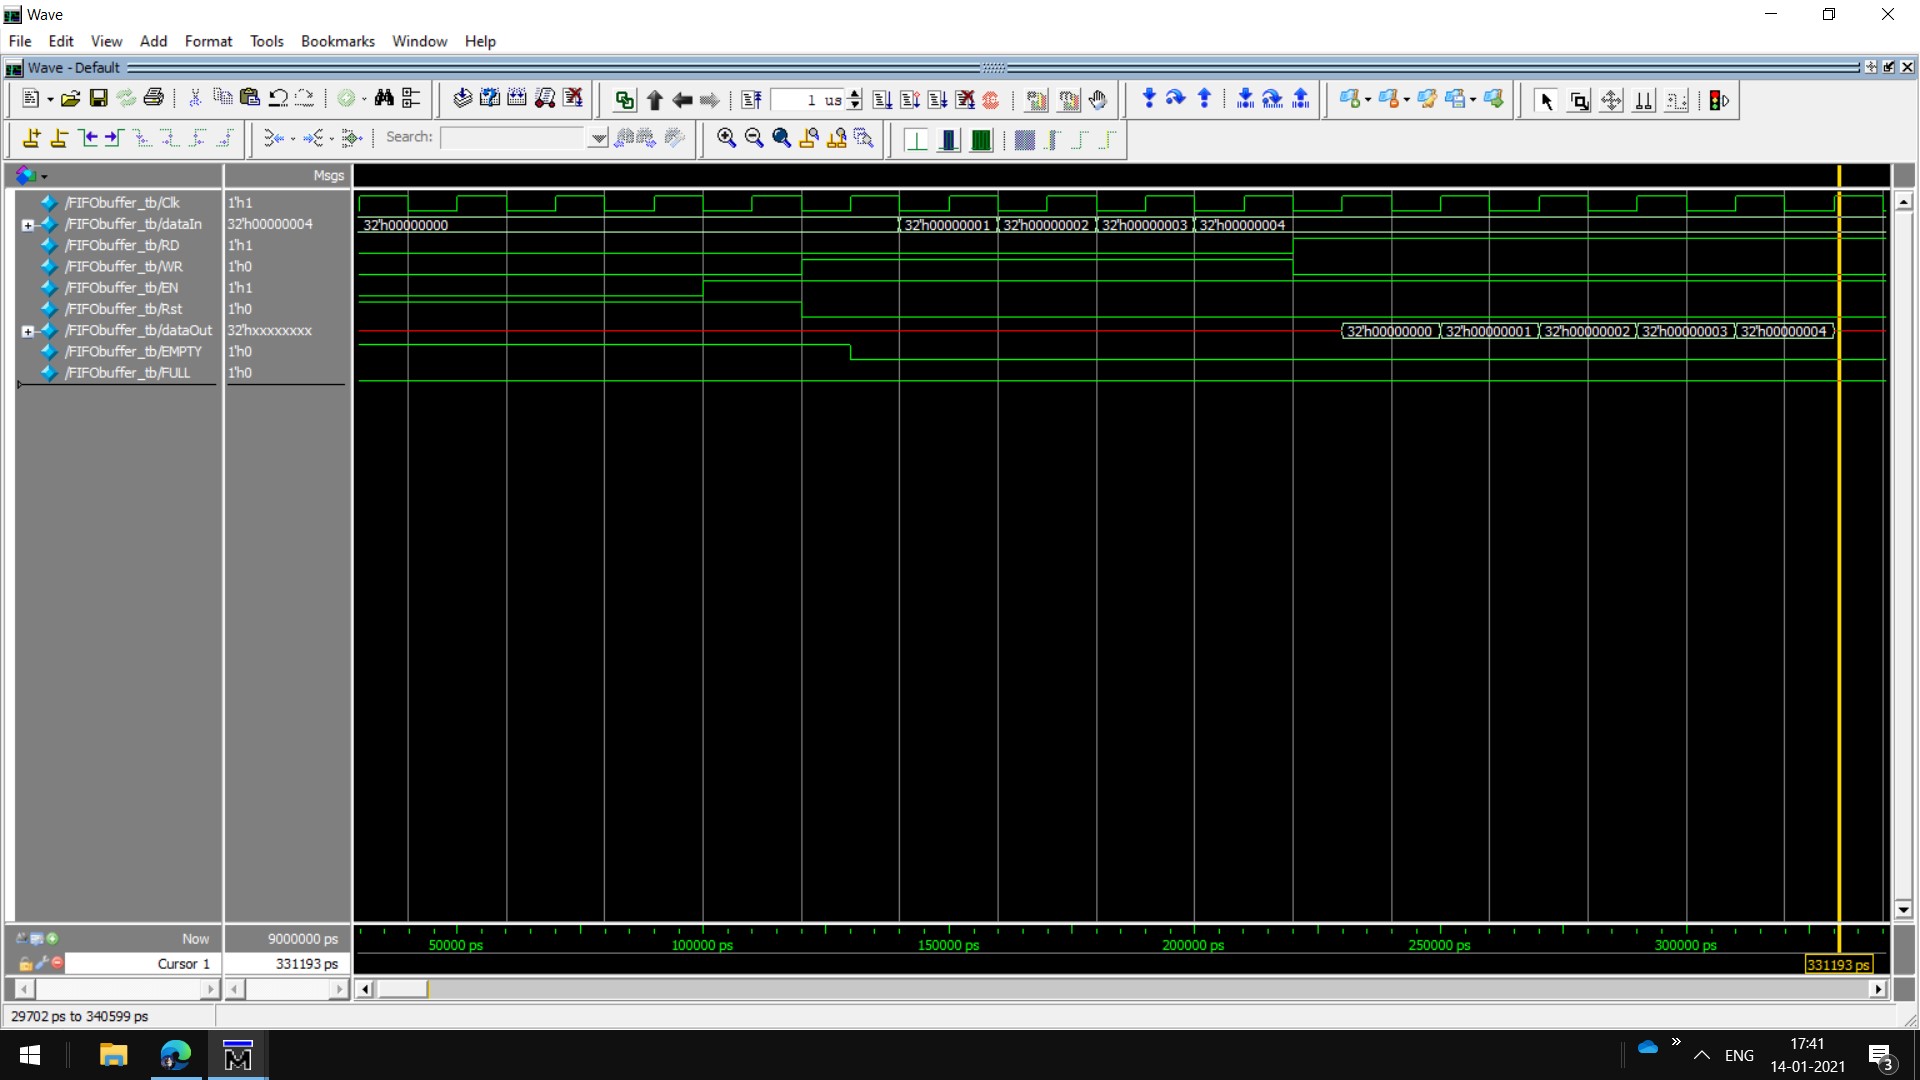 Wave
File Edit View Add Format Tools Bookmarks Window Help
Wave - Default
1 us
Search:
Msgs
/FIFObuffer_tb/Clk 1'h1
/FIFObuffer_tb/dataIn 32'h00000004 32'h00000000 32'h00000001 32'h00000002 32'h00000003 32'h00000004
/FIFObuffer_tb/RD 1'h1
/FIFObuffer_tb/WR 1'h0
/FIFObuffer_tb/EN 1'h1
/FIFObuffer_tb/Rst 1'h0
/FIFObuffer_tb/dataOut 32'hxxxxxxxx 32'h00000000 32'h00000001 32'h00000002 32'h00000003 32'h00000004
/FIFObuffer_tb/EMPTY 1'h0
/FIFObuffer_tb/FULL 1'h0
Now 9000000 ps 50000 ps 100000 ps 150000 ps 200000 ps 250000 ps 300000 ps
Cursor 1 331193 ps 331193 ps
29702 ps to 340599 ps
17:41
ENG
14-01-2021
3